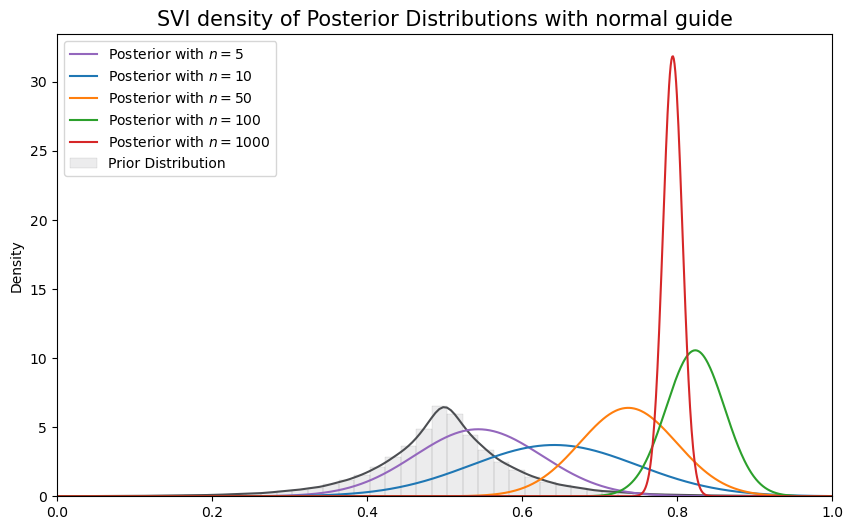 SVI density of Posterior Distributions with normal guide
Posterior with n = 5
Posterior with n = 10
Posterior with n = 50
Posterior with n = 100
Posterior with n = 1000
Prior Distribution
Density
30
25
20
15
10
5
0
0.0 0.2 0.4 0.6 0.8 1.0